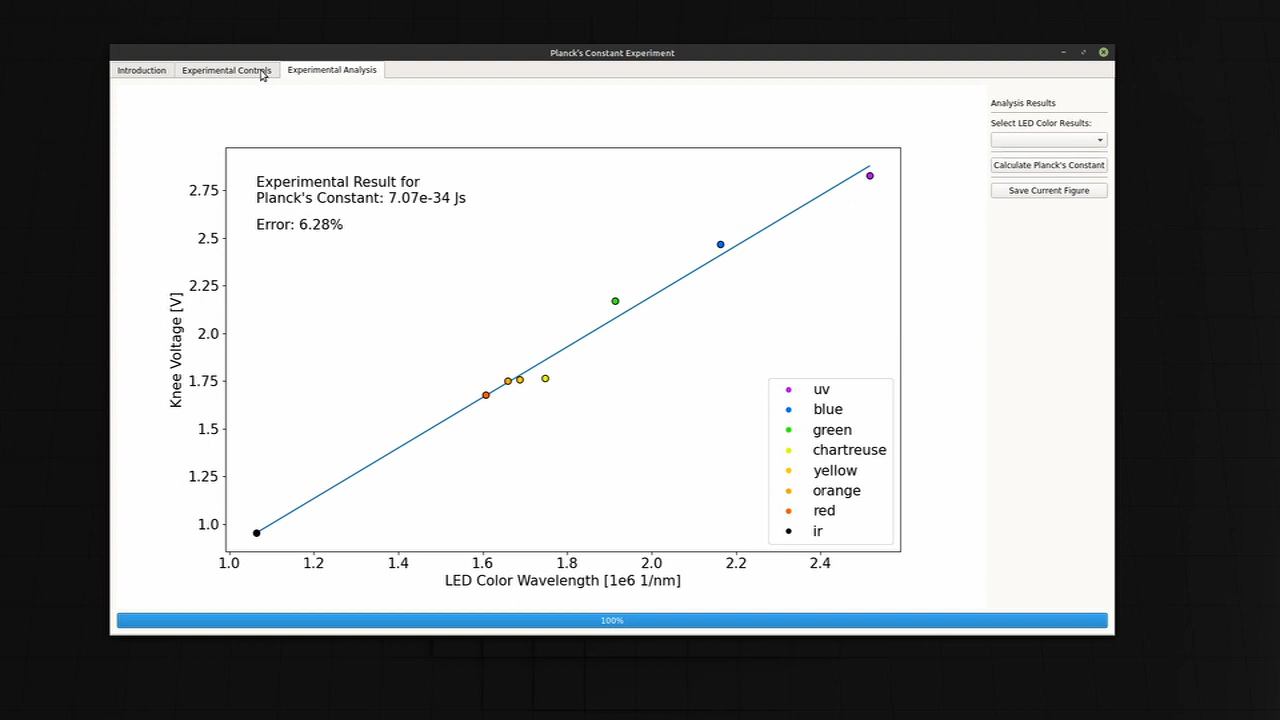 Planck's Constant Experiment
Introduction
Experimental Controls
Experimental Analysis
Analysis Results
Select LED Color Results:
Calculate Planck's Constant
Save Current Figure
Experimental Result for
Planck's Constant: 7.07e-34 Js
Error: 6.28%
Knee Voltage [V]
2.75
2.5
2.25
2.0
1.75
1.5
1.25
1.0
uv
blue
green
chartreuse
yellow
orange
red
ir
1.0 1.2 1.4 1.6 1.8 2.0 2.2 2.4
LED Color Wavelength [1e6 1/nm]
100%